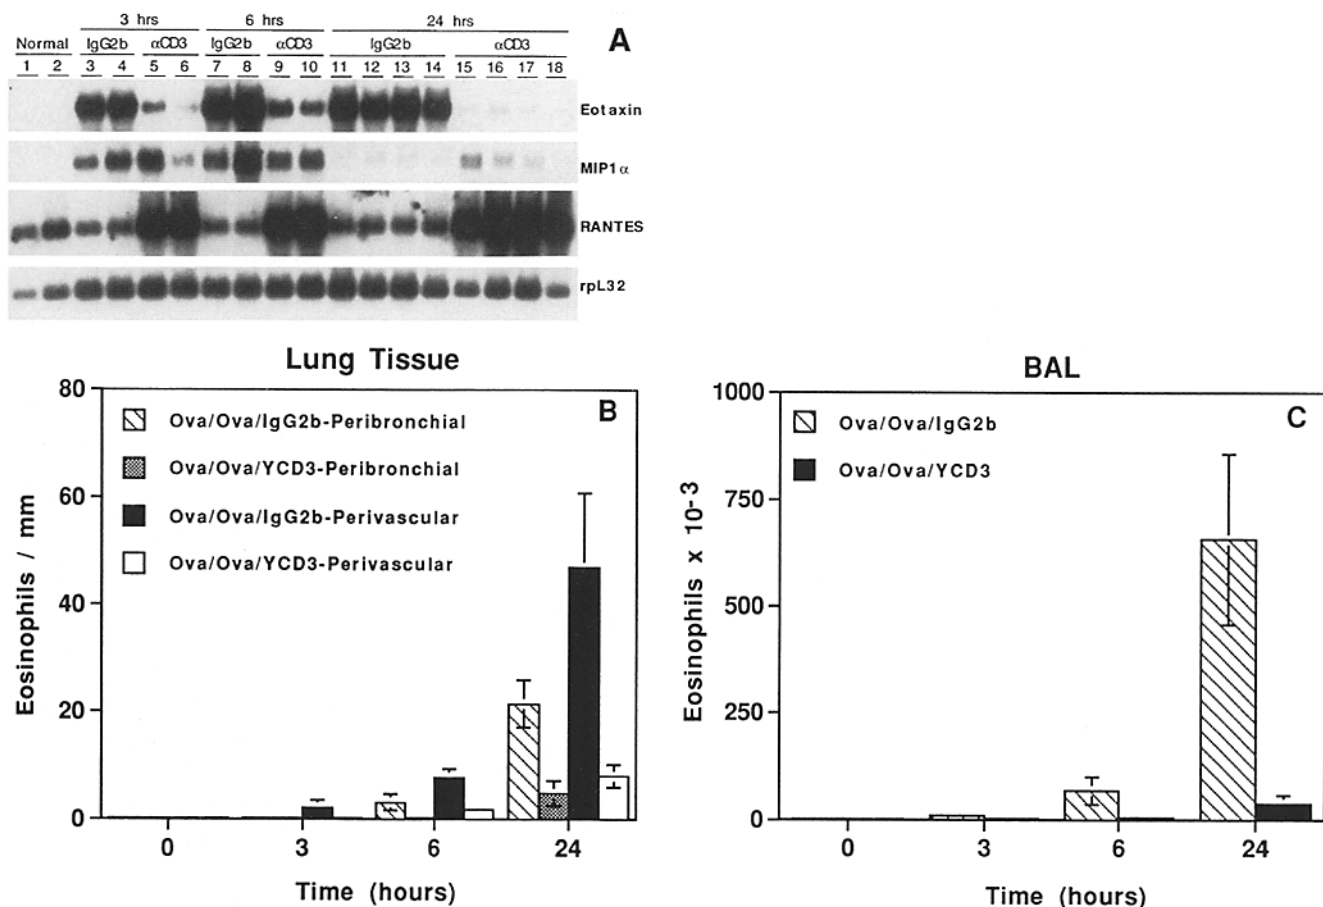 3 hrs 6 hrs 24 hrs
A
Normal IgG2b αCD3 IgG2b αCD3 IgG2b αCD3
1 2 3 4 5 6 7 8 9 10 11 12 13 14 15 16 17 18
Eotaxin
MIP1α
RANTES
rpL32
Lung Tissue
B
80
60
40
20
0
Eosinophils / mm
Ova/Ova/IgG2b-Peribronchial
Ova/Ova/YCD3-Peribronchial
Ova/Ova/IgG2b-Perivascular
Ova/Ova/YCD3-Perivascular
0 3 6 24
Time (hours)
BAL
C
1000
750
500
250
0
Eosinophils x 10-3
Ova/Ova/IgG2b
Ova/Ova/YCD3
0 3 6 24
Time (hours)